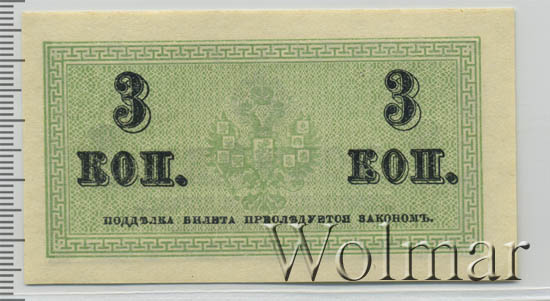 3 3
КОП. КОП.
ПОДДѢЛКА БИЛЕТА ПРЕСЛѢДУЕТСЯ ЗАКОНОМЪ.
Wolmar